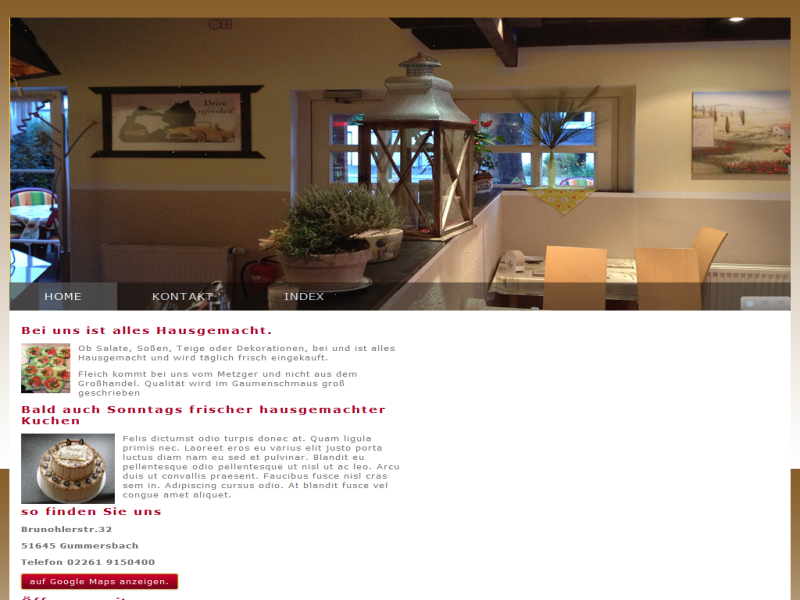 Drive
refreshed
HOME KONTAKT INDEX
Bei uns ist alles Hausgemacht.
Ob Salate, Soßen, Teige oder Dekorationen, bei und ist alles
Hausgemacht und wird täglich frisch eingekauft.
Fleich kommt bei uns vom Metzger und nicht aus dem
Großhandel. Qualität wird im Gaumenschmaus groß
geschrieben
Bald auch Sonntags frischer hausgemachter
Kuchen
Felis dictumst odio turpis donec at. Quam ligula
primis nec. Laoreet eros eu varius elit justo porta
luctus diam nam eu sed et pulvinar. Blandit eu
pellentesque odio pellentesque ut nisl ut ac leo. Arcu
duis ut convallis praesent. Faucibus fusce nisl cras
sem in. Adipiscing cursus odio. At blandit fusce vel
congue amet aliquet.
so finden Sie uns
Brunohlerstr.32
51645 Gummersbach
Telefon 02261 9150400
auf Google Maps anzeigen.